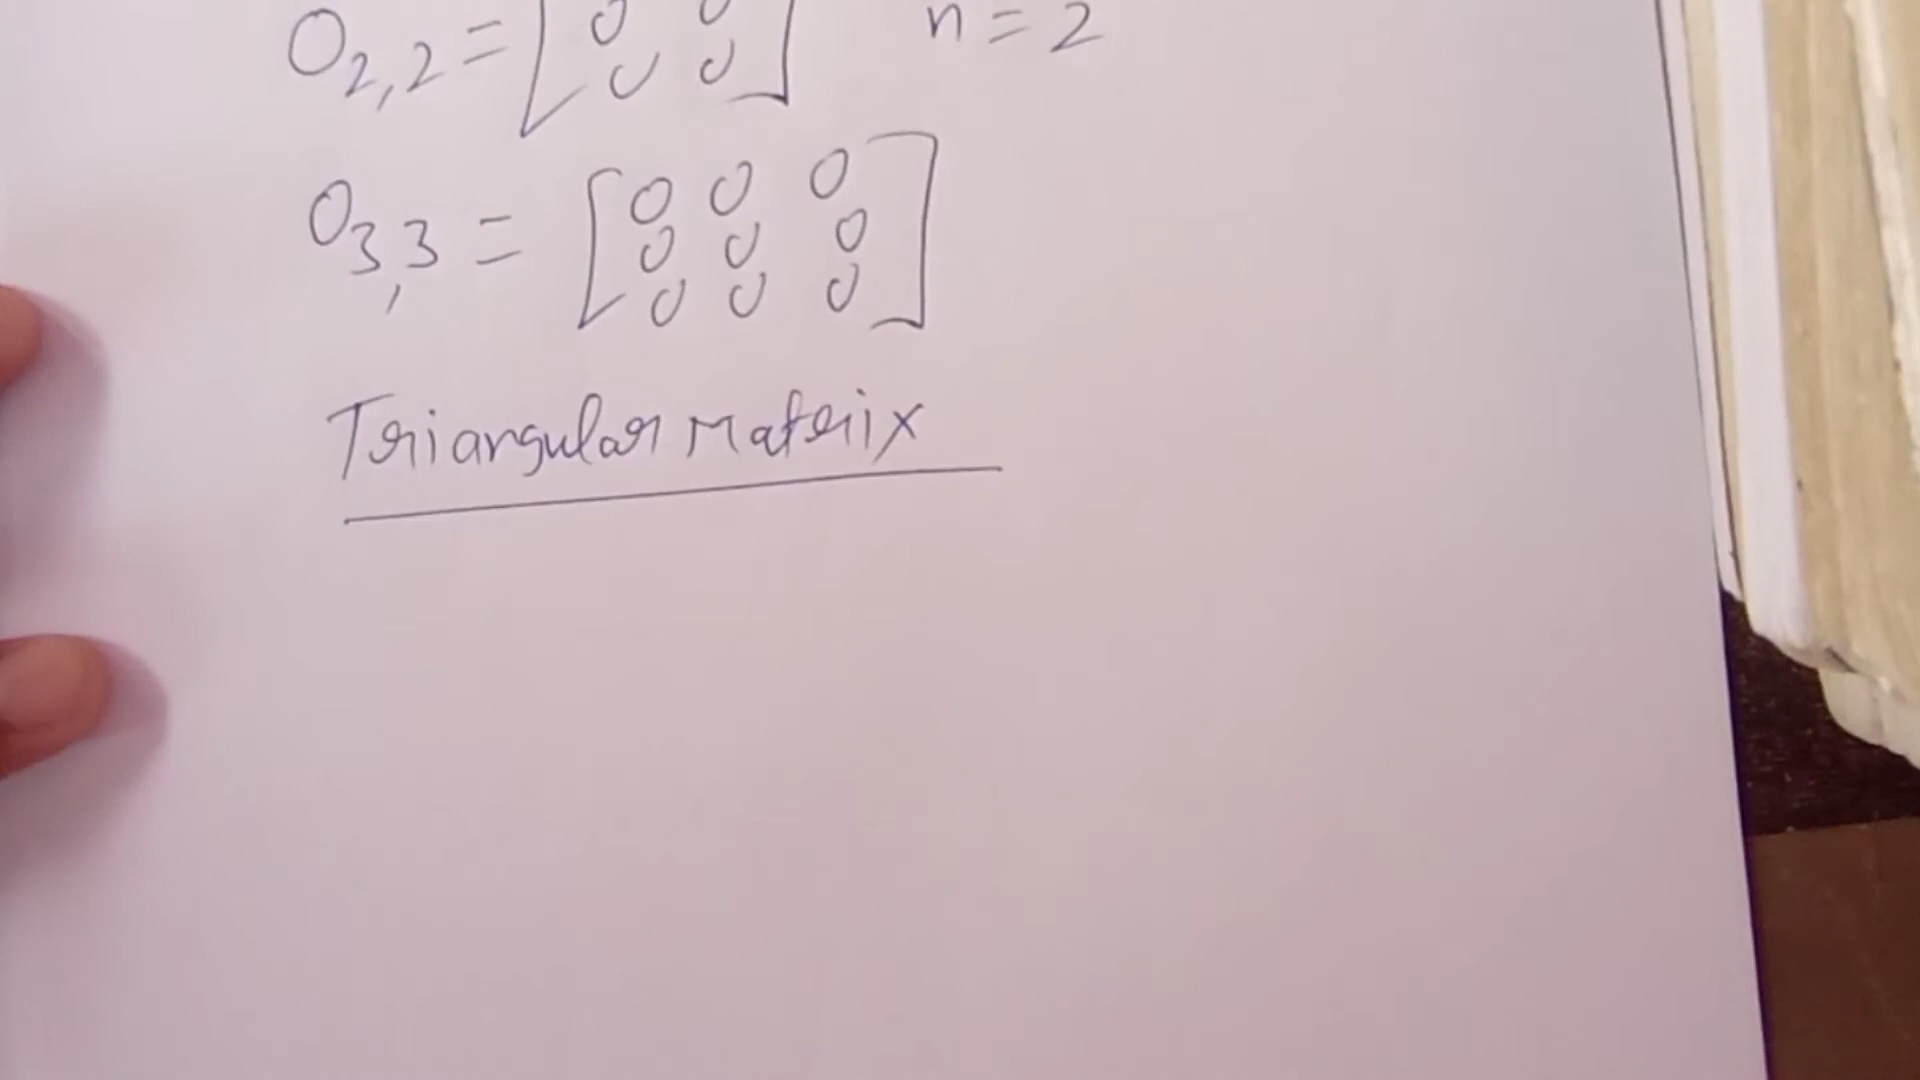 O2,2 = [0 0 n = 2
0 0]
O3,3 = [0 0 0
0 0 0
0 0 0]
Triangular Matrix